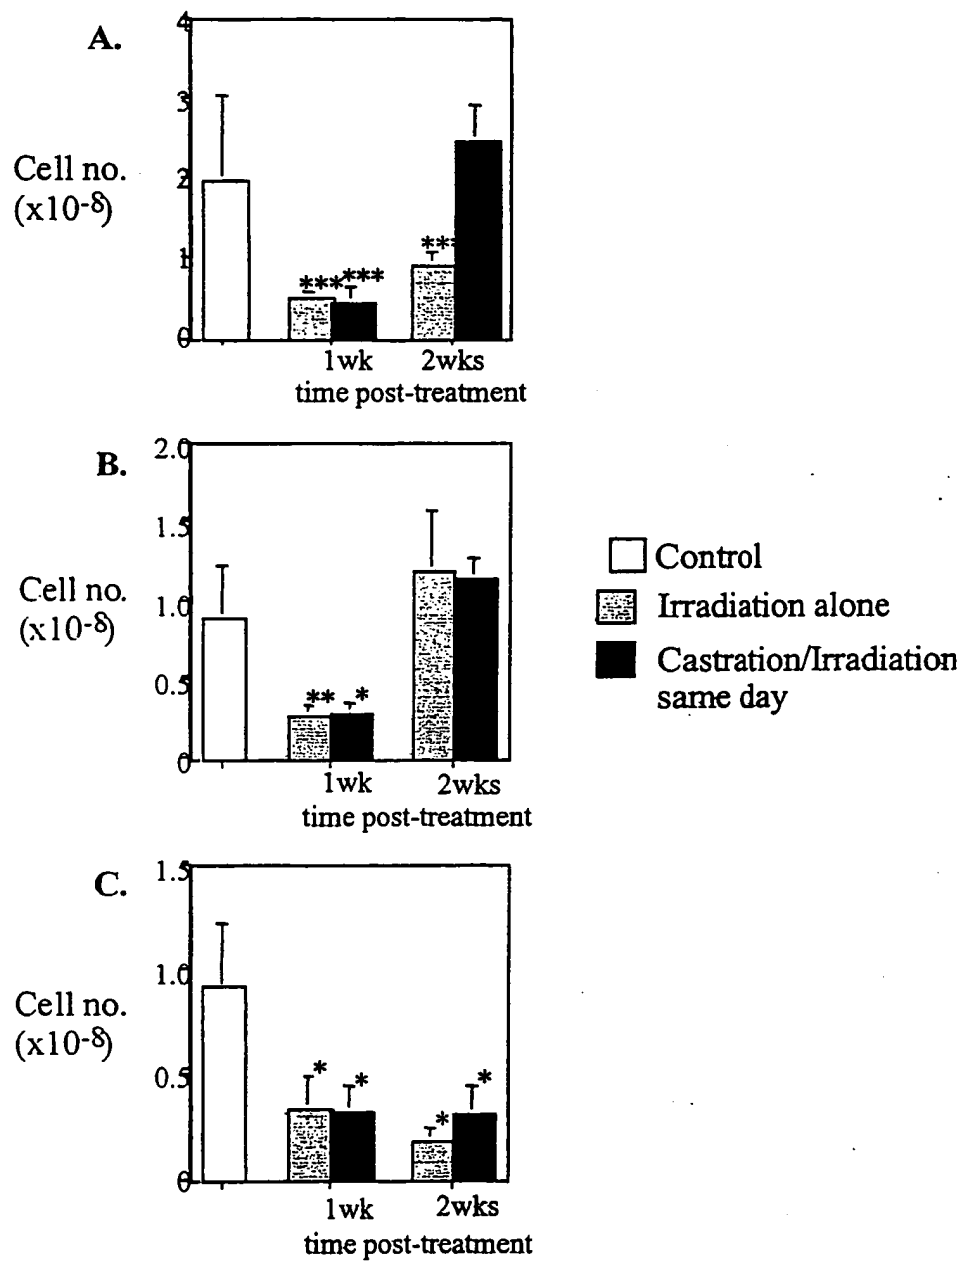 A.
4
3
2
1
0
Cell no.
(x10-8)
***
***
***
1wk
2wks
time post-treatment
B.
2.0
1.5
1.0
0.5
0
Cell no.
(x10-8)
**
*
1wk
2wks
time post-treatment
Control
Irradiation alone
Castration/Irradiation
same day
C.
1.5
1.0
0.5
0
Cell no.
(x10-8)
*
*
*
*
1wk
2wks
time post-treatment